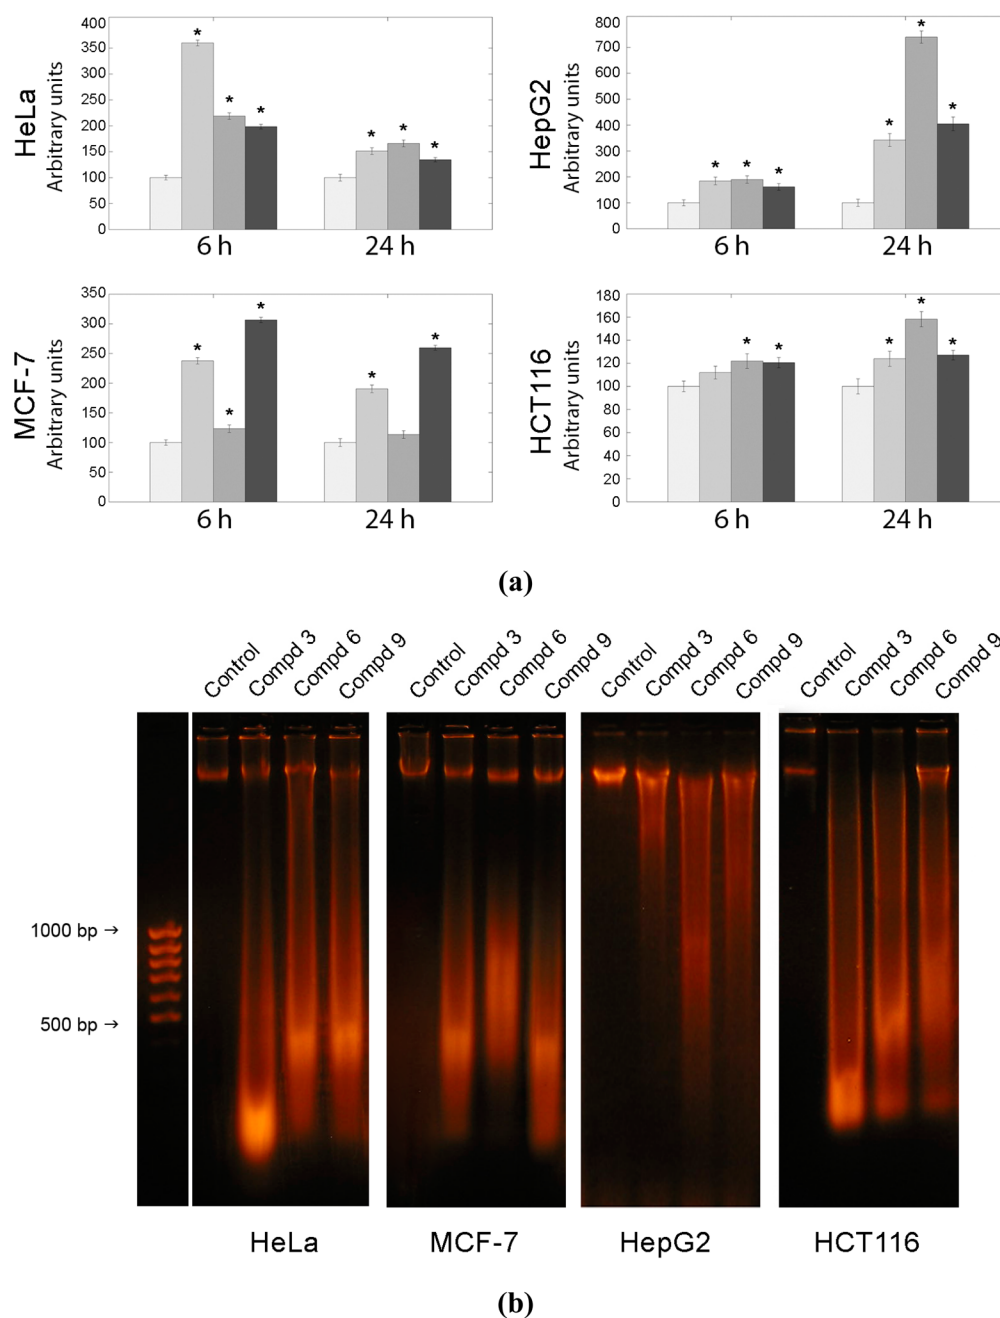 HeLa
Arbitrary units
400
350
300
250
200
150
100
50
0
* * * * * *
6 h 24 h
HepG2
Arbitrary units
800
700
600
500
400
300
200
100
0
* * * * * *
6 h 24 h
MCF-7
Arbitrary units
350
300
250
200
150
100
50
0
* * * * *
6 h 24 h
HCT116
Arbitrary units
180
160
140
120
100
80
60
40
20
0
* * * * *
6 h 24 h
(a)
Control Compd 3 Compd 6 Compd 9 Control Compd 3 Compd 6 Compd 9 Control Compd 3 Compd 6 Compd 9 Control Compd 3 Compd 6 Compd 9
1000 bp →
500 bp →
HeLa MCF-7 HepG2 HCT116
(b)